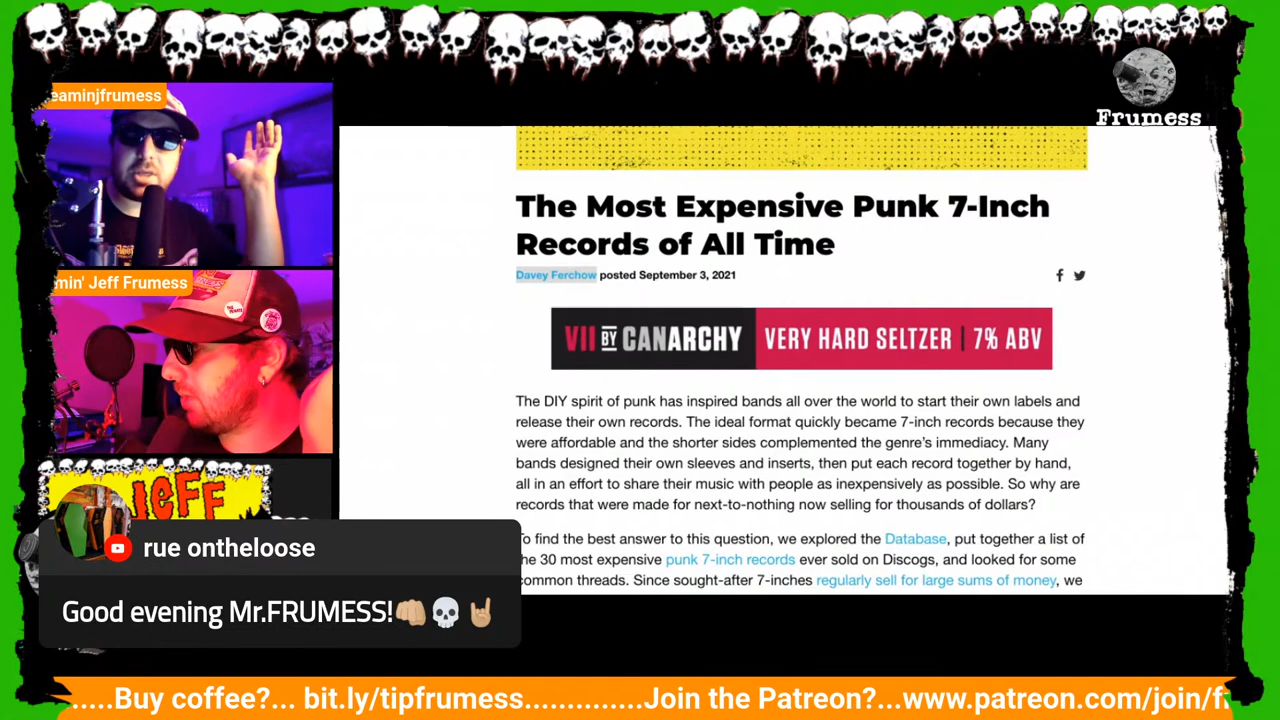 eaminjfrumess
Frumess
The Most Expensive Punk 7-Inch
Records of All Time
Davey Ferchow posted September 3, 2021
VII BY CANARCHY VERY HARD SELTZER | 7% ABV
min' Jeff Frumess
The DIY spirit of punk has inspired bands all over the world to start their own labels and
release their own records. The ideal format quickly became 7-inch records because they
were affordable and the shorter sides complemented the genre's immediacy. Many
bands designed their own sleeves and inserts, then put each record together by hand,
all in an effort to share their music with people as inexpensively as possible. So why are
records that were made for next-to-nothing now selling for thousands of dollars?
To find the best answer to this question, we explored the Database, put together a list of
he 30 most expensive punk 7-inch records ever sold on Discogs, and looked for some
common threads. Since sought-after 7-inches regularly sell for large sums of money, we
JeFF
rue ontheloose
Good evening Mr.FRUMESS!👊🏼💀🤘🏼
.....Buy coffee?... bit.ly/tipfrumess.............Join the Patreon?...www.patreon.com/join/f